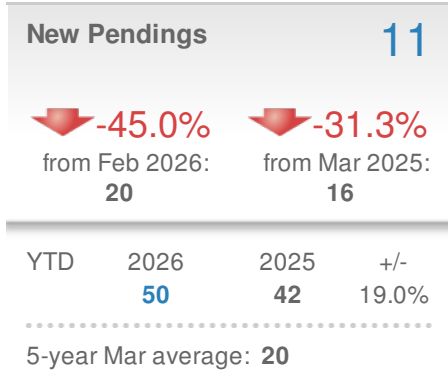 New Pendings 11
-45.0% -31.3%
from Feb 2026: from Mar 2025:
20 16
YTD 2026 2025 +/-
50 42 19.0%
5-year Mar average: 20